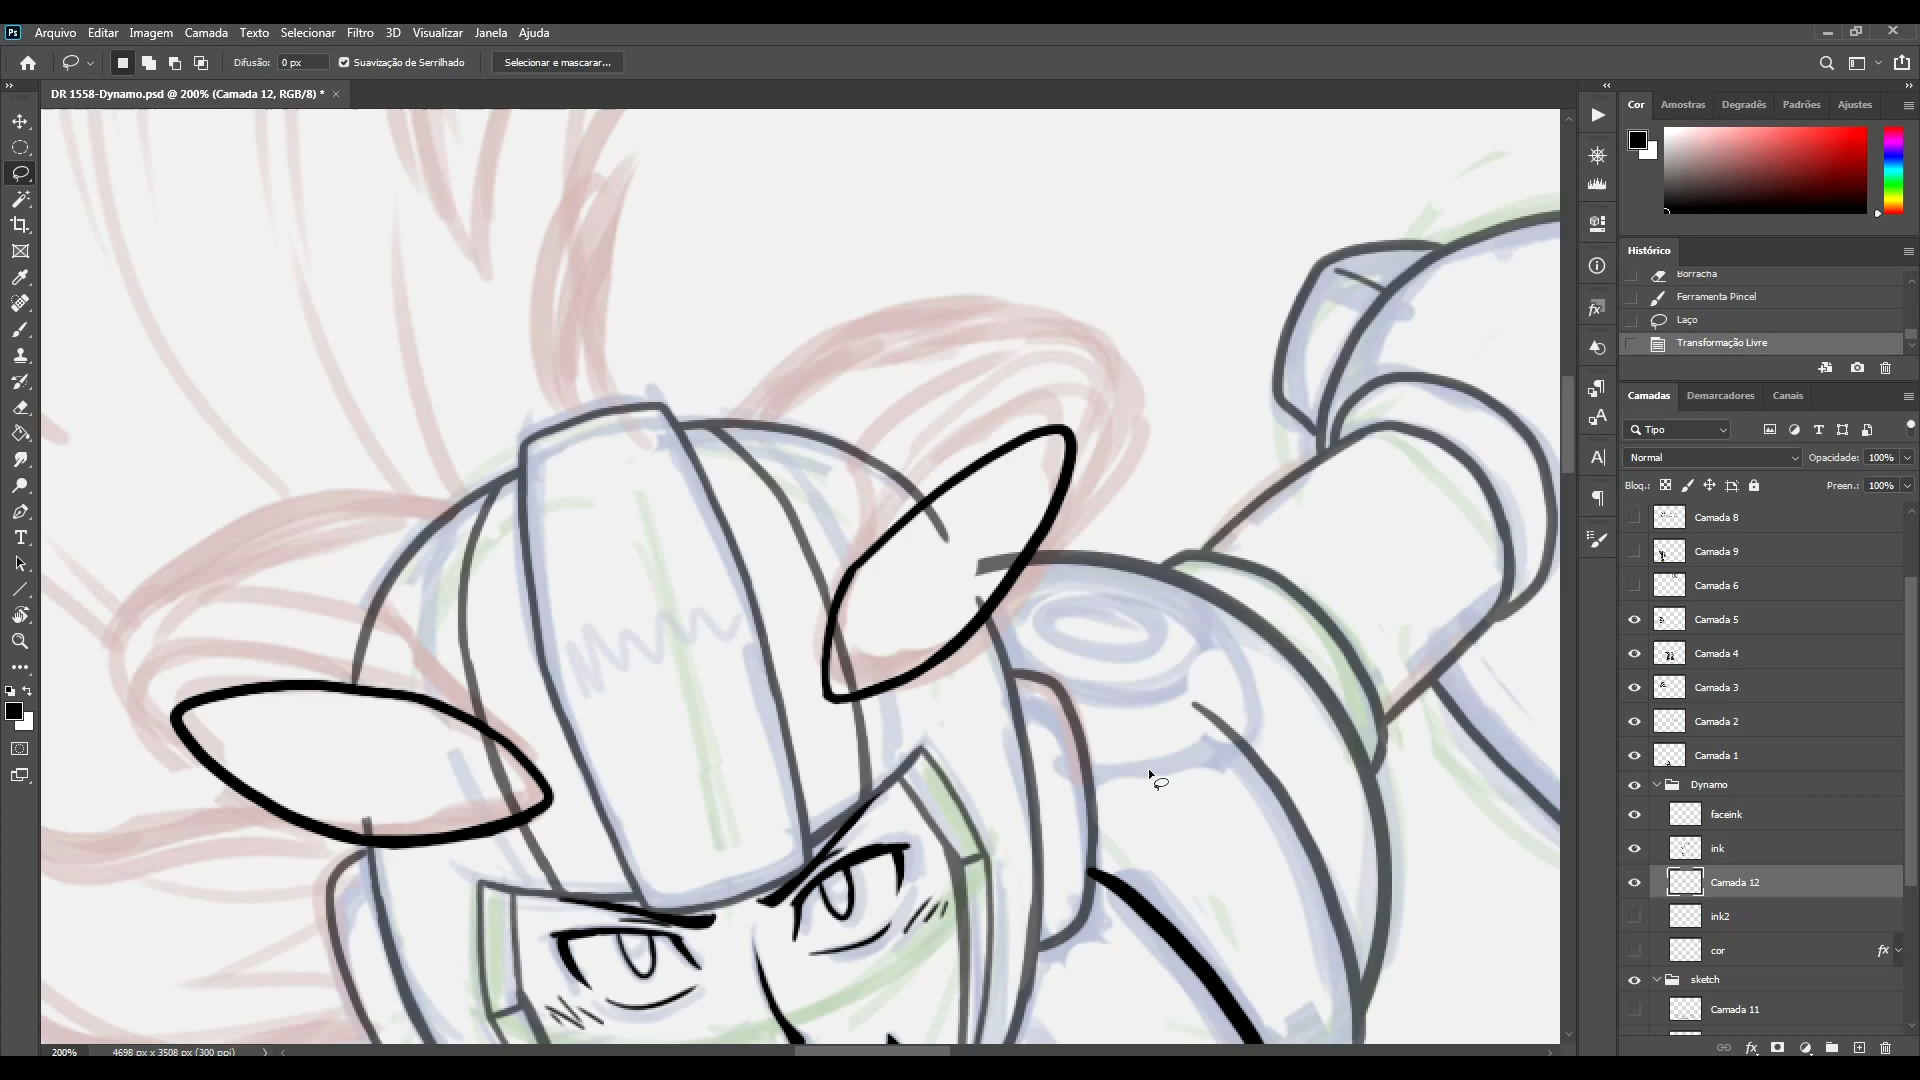 Ps Arquivo Editar Imagem Camada Texto Selecionar Filtro 3D Visualizar Janela Ajuda
Difusão: 0 px Suavização de Serrilhado Selecionar e mascarar...
DR 1558-Dynamo.psd @ 200% (Camada 12, RGB/8) * ×
Cor Amostras Degradês Padrões Ajustes
Histórico
Borracha
Ferramenta Pincel
Laço
Transformação Livre
Camadas Demarcadores Canais
Tipo
Normal Opacidade: 100%
Bloq.: Preen.: 100%
Camada 8
Camada 9
Camada 6
Camada 5
Camada 4
Camada 3
Camada 2
Camada 1
Dynamo
faceink
ink
Camada 12
ink2
cor fx
sketch
Camada 11
200% 4698 px x 3508 px (300 ppi)